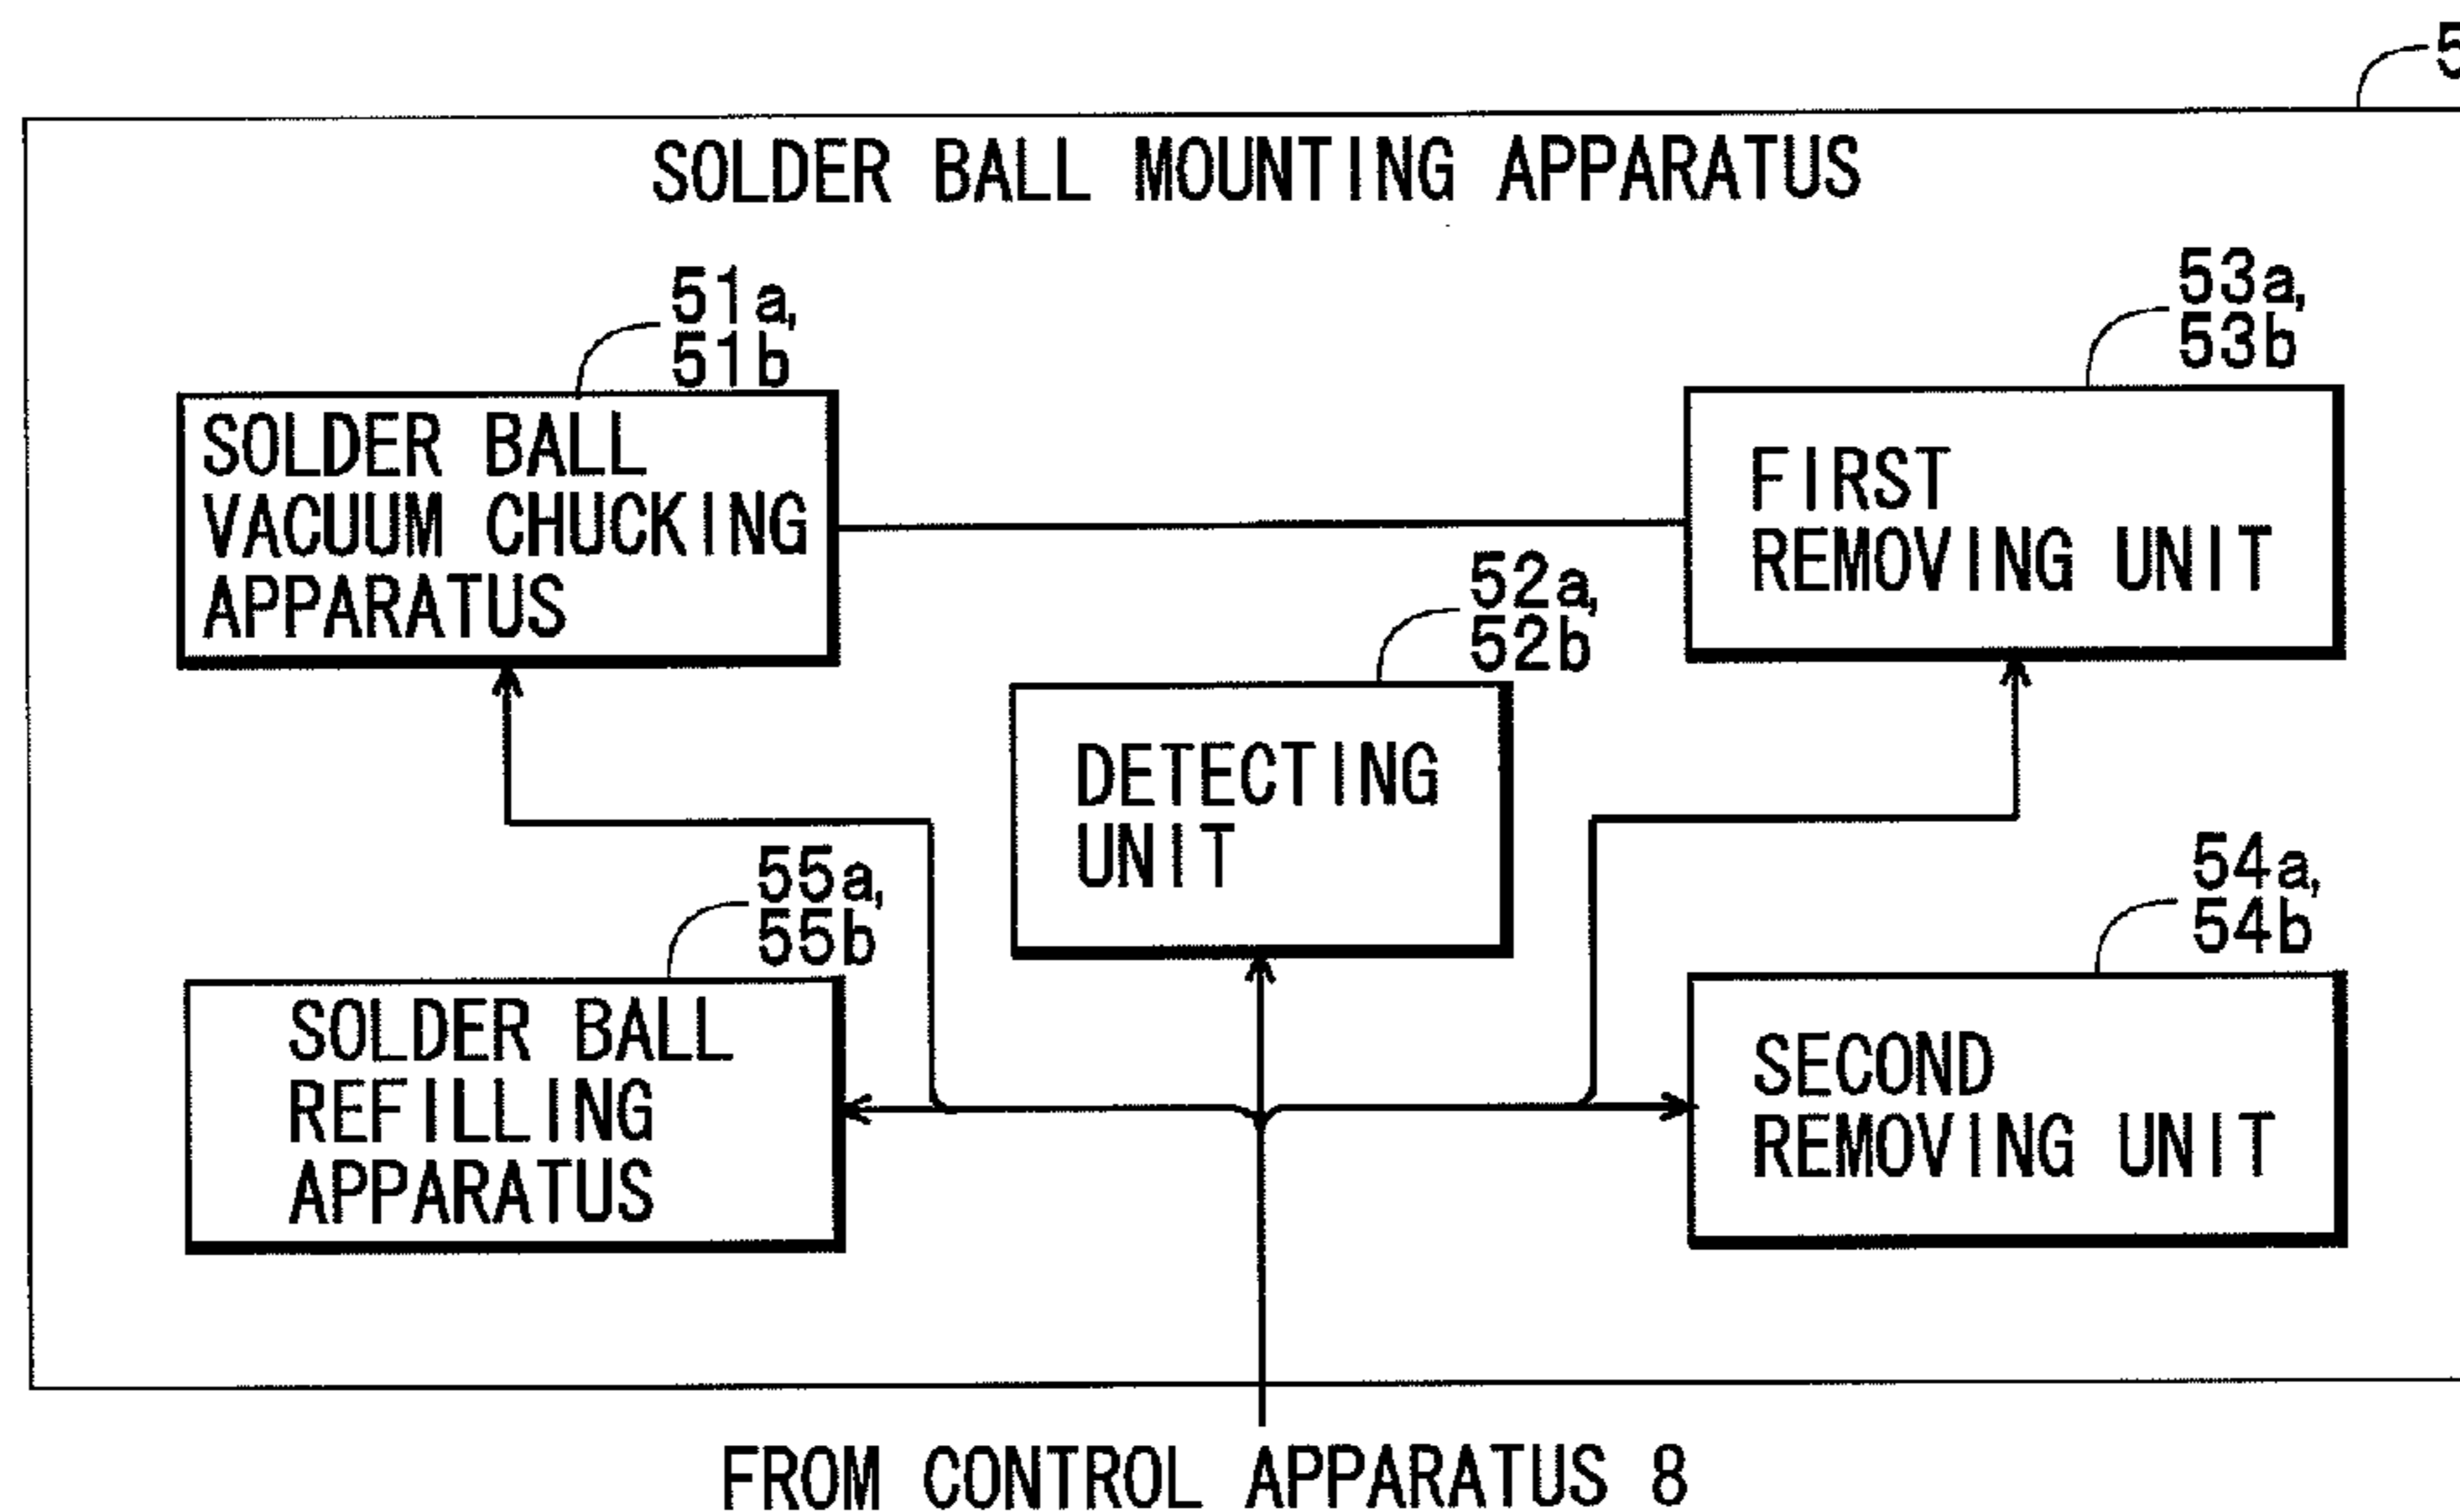 5
SOLDER BALL MOUNTING APPARATUS
51a,
51b
53a,
53b
SOLDER BALL
VACUUM CHUCKING
APPARATUS
FIRST
REMOVING UNIT
52a,
52b
DETECTING
UNIT
55a,
55b
54a,
54b
SOLDER BALL
REFILLING
APPARATUS
SECOND
REMOVING UNIT
FROM CONTROL APPARATUS 8